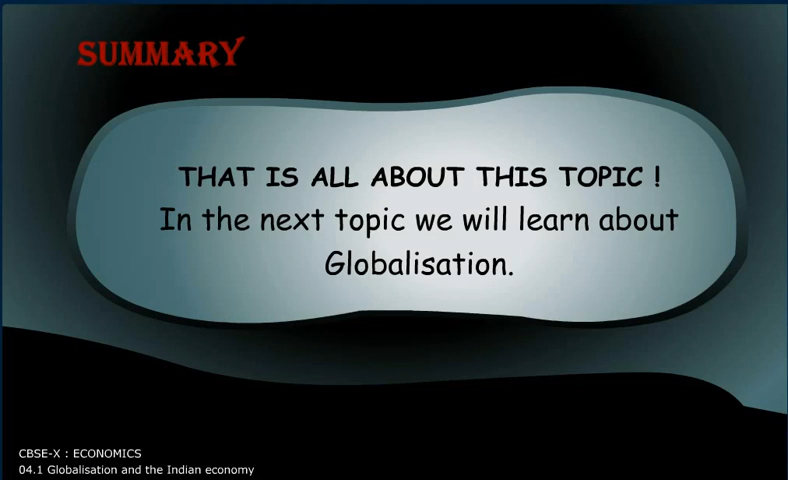 SUMMARY
THAT IS ALL ABOUT THIS TOPIC !
In the next topic we will learn about
Globalisation.
CBSE-X : ECONOMICS
04.1 Globalisation and the Indian economy